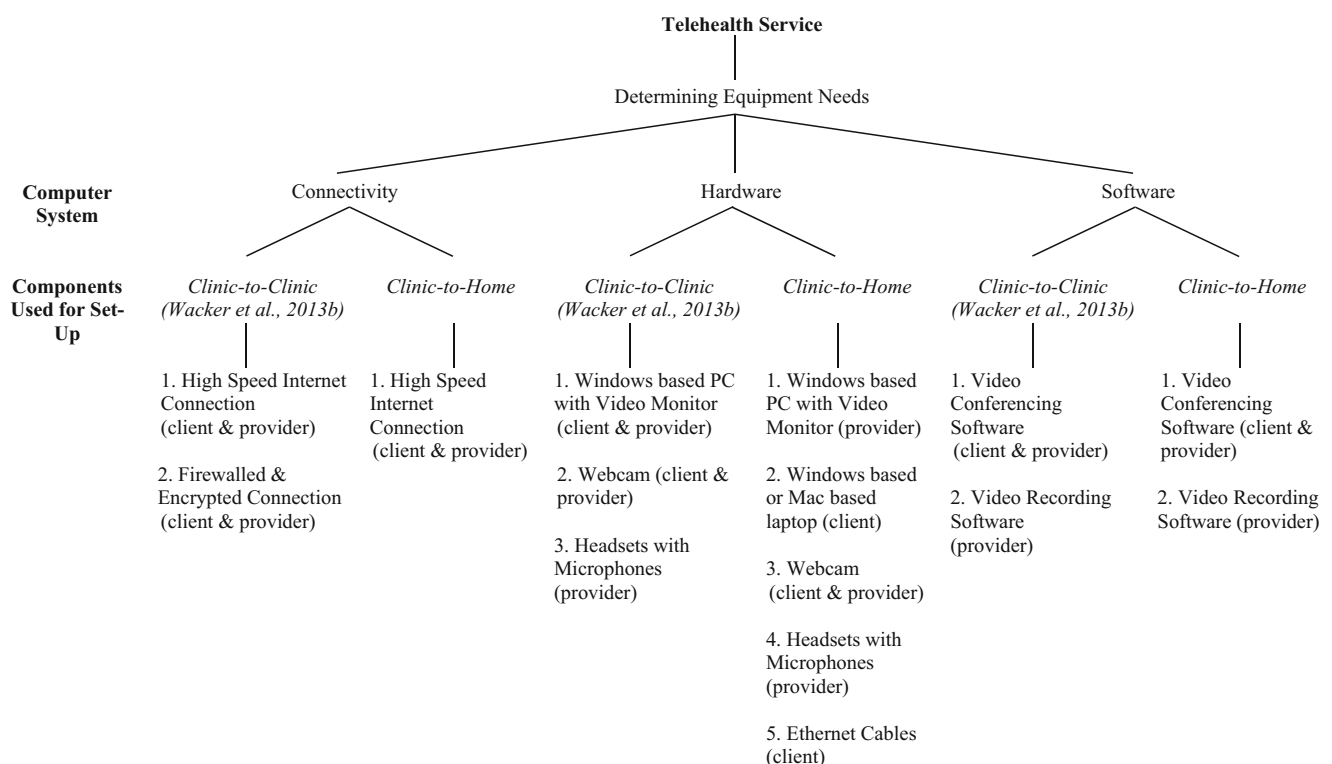 Telehealth Service
Determining Equipment Needs
Computer
System
Connectivity
Hardware
Software
Components
Used for Set-
Up
Clinic-to-Clinic
(Wacker et al., 2013b)
Clinic-to-Home
Clinic-to-Clinic
(Wacker et al., 2013b)
Clinic-to-Home
Clinic-to-Clinic
(Wacker et al., 2013b)
Clinic-to-Home
1. High Speed Internet
Connection
(client & provider)
2. Firewalled &
Encrypted Connection
(client & provider)
1. High Speed
Internet
Connection
(client & provider)
1. Windows based PC
with Video Monitor
(client & provider)
2. Webcam (client &
provider)
3. Headsets with
Microphones
(provider)
1. Windows based
PC with Video
Monitor (provider)
2. Windows based
or Mac based
laptop (client)
3. Webcam
(client & provider)
4. Headsets with
Microphones
(provider)
5. Ethernet Cables
(client)
1. Video
Conferencing
Software
(client & provider)
2. Video Recording
Software
(provider)
1. Video
Conferencing
Software (client &
provider)
2. Video Recording
Software (provider)